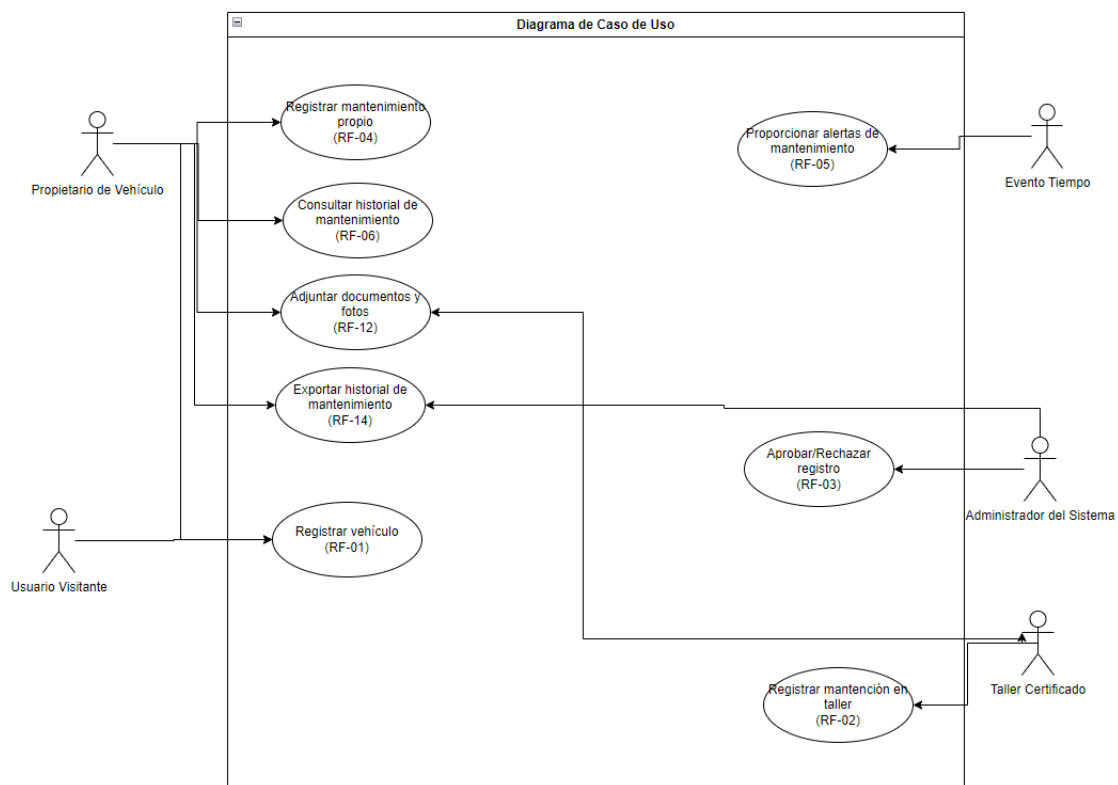 Diagrama de Caso de Uso
Registrar mantenimiento
propio
(RF-04)
Proporcionar alertas de
mantenimiento
(RF-05)
Propietario de Vehículo
Evento Tiempo
Consultar historial de
mantenimiento
(RF-06)
Adjuntar documentos y
fotos
(RF-12)
Exportar historial de
mantenimiento
(RF-14)
Aprobar/Rechazar
registro
(RF-03)
Administrador del Sistema
Registrar vehículo
(RF-01)
Usuario Visitante
Taller Certificado
Registrar mantención en
taller
(RF-02)